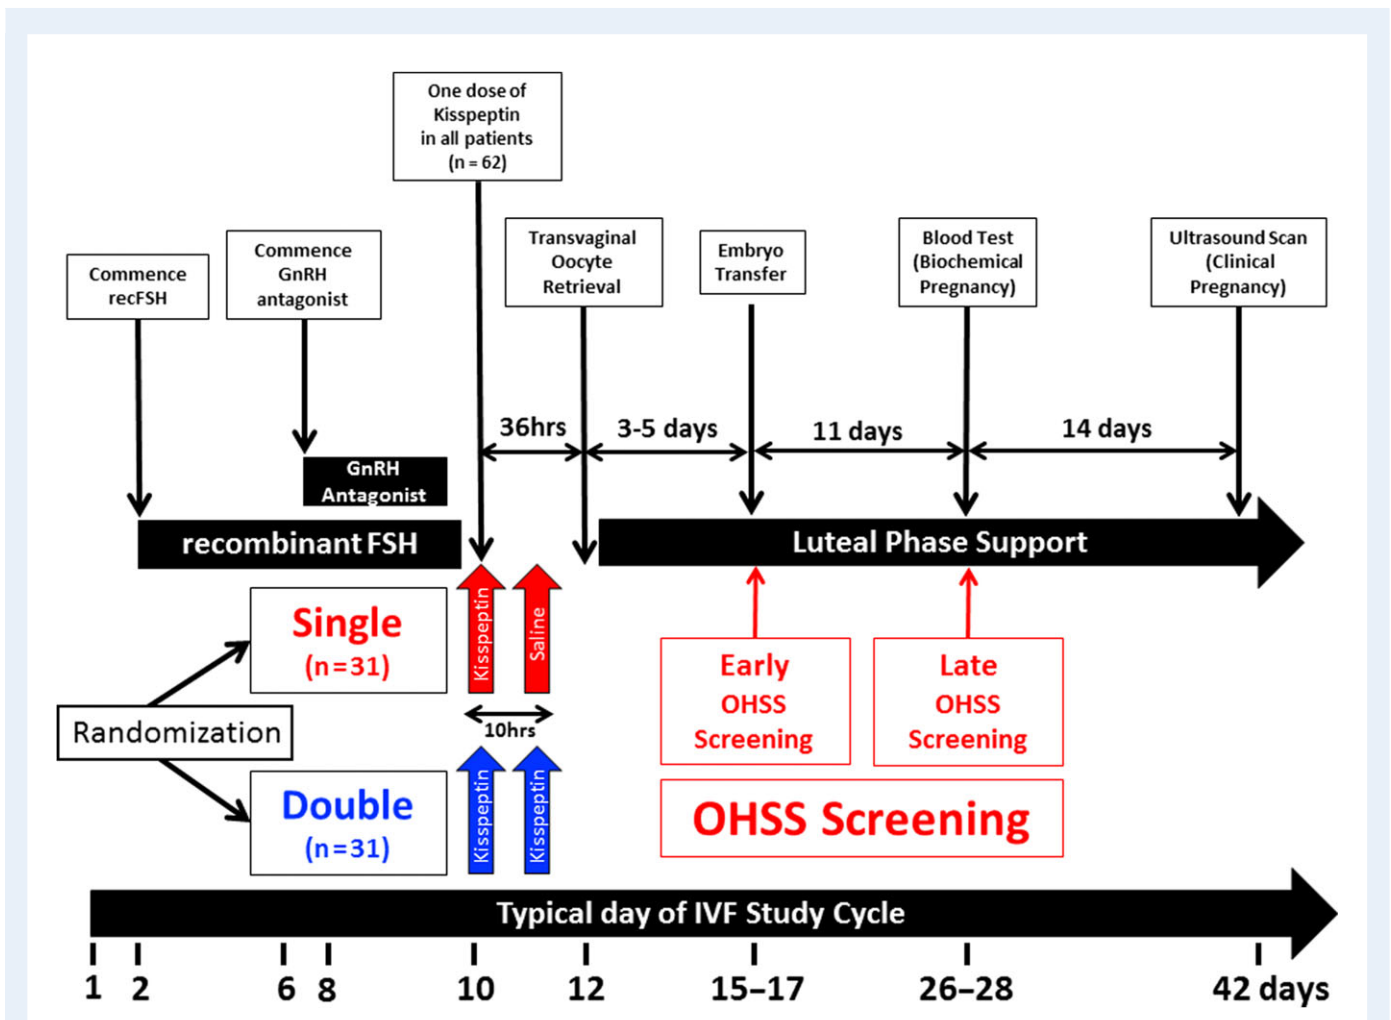 One dose of
Kisspeptin
in all patients
(n = 62)
Commence
recFSH
Commence
GnRH
antagonist
Transvaginal
Oocyte
Retrieval
Embryo
Transfer
Blood Test
(Biochemical
Pregnancy)
Ultrasound Scan
(Clinical
Pregnancy)
36hrs
3-5 days
11 days
14 days
GnRH
Antagonist
recombinant FSH
Luteal Phase Support
Randomization
Single
(n=31)
Kisspeptin
Saline
10hrs
Double
(n=31)
Kisspeptin
Kisspeptin
Early
OHSS
Screening
Late
OHSS
Screening
OHSS Screening
Typical day of IVF Study Cycle
1 2 6 8 10 12 15–17 26–28 42 days